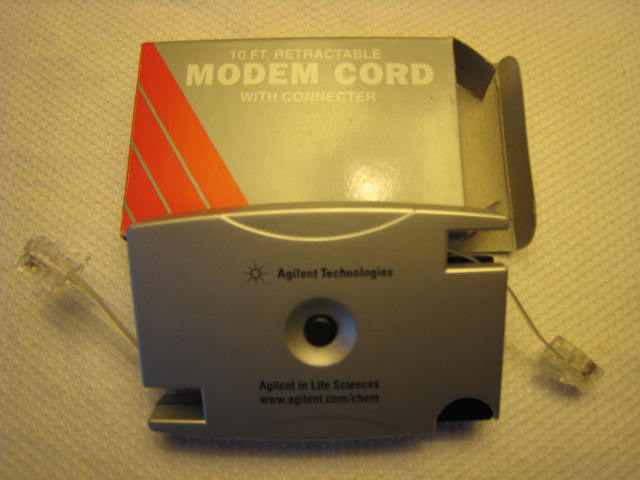 10 FT. RETRACTABLE
MODEM CORD
WITH CONNECTER
Agilent Technologies
Agilent in Life Sciences
www.agilent.com/chem